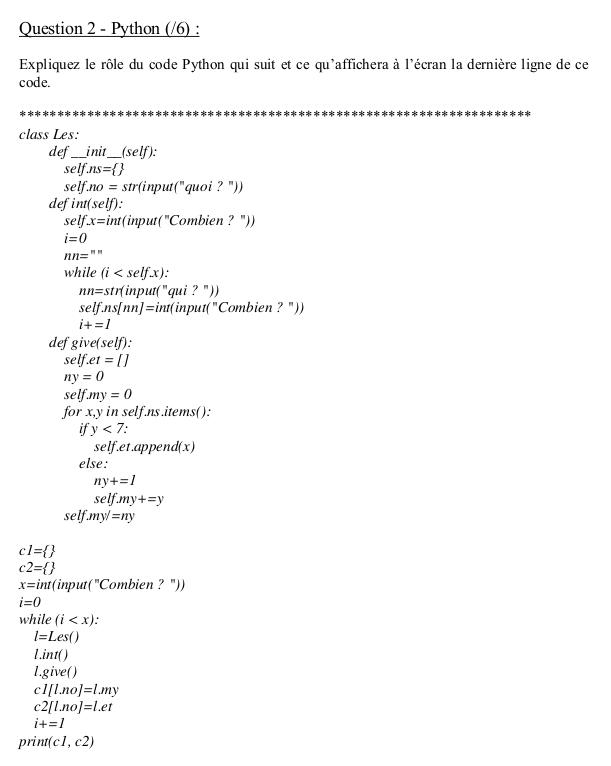 Question 2 - Python (/6) :
Expliquez le rôle du code Python qui suit et ce qu'affichera à l'écran la dernière ligne de ce
code.
*********************************************************************
class Les:
def __init__(self):
self.ns={}
self.no = str(input("quoi ? "))
def int(self):
self.x=int(input("Combien ? "))
i=0
nn=""
while (i < self.x):
nn=str(input("qui ? "))
self.ns[nn]=int(input("Combien ? "))
i+=1
def give(self):
self.et = []
ny = 0
self.my = 0
for x,y in self.ns.items():
if y < 7:
self.et.append(x)
else:
ny+=1
self.my+=y
self.my/=ny
c1={}
c2={}
x=int(input("Combien ? "))
i=0
while (i < x):
l=Les()
l.int()
l.give()
c1[l.no]=l.my
c2[l.no]=l.et
i+=1
print(c1, c2)